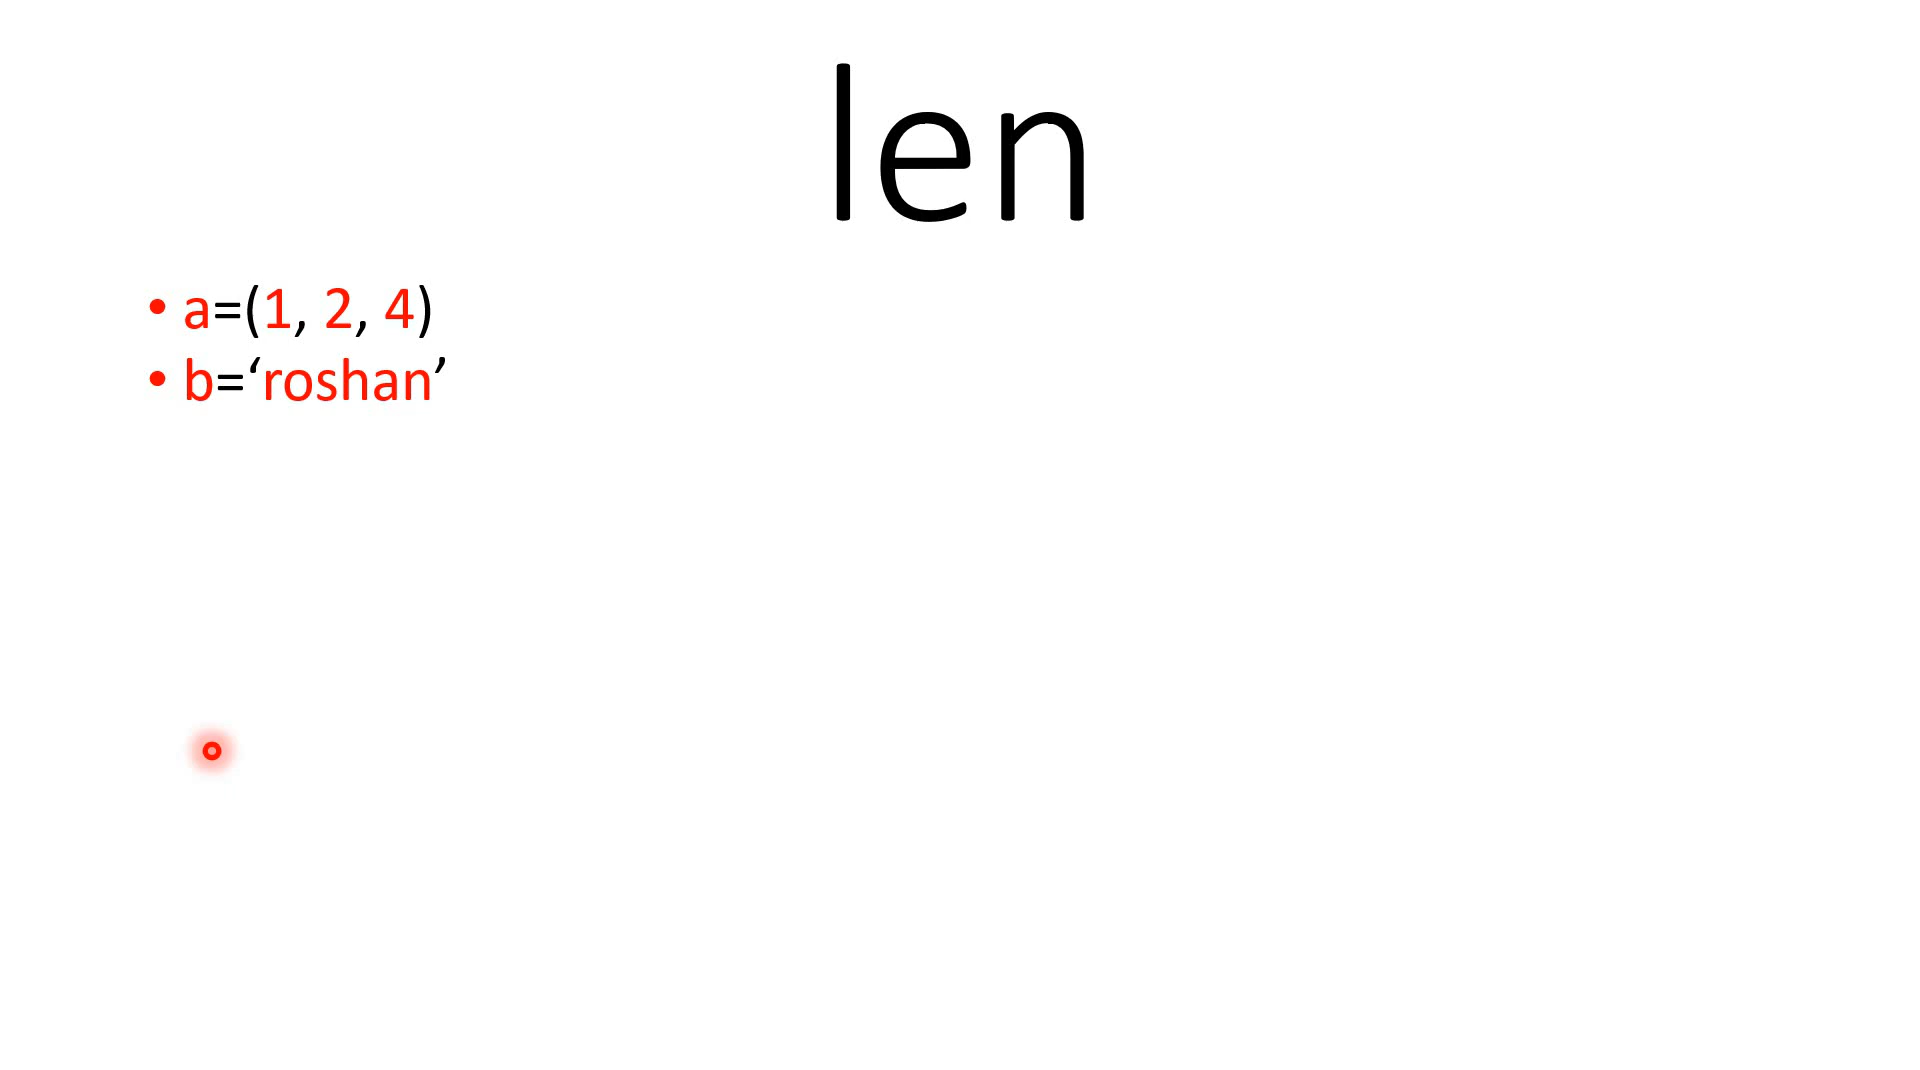 len
• a=(1, 2, 4)
• b=‘roshan’